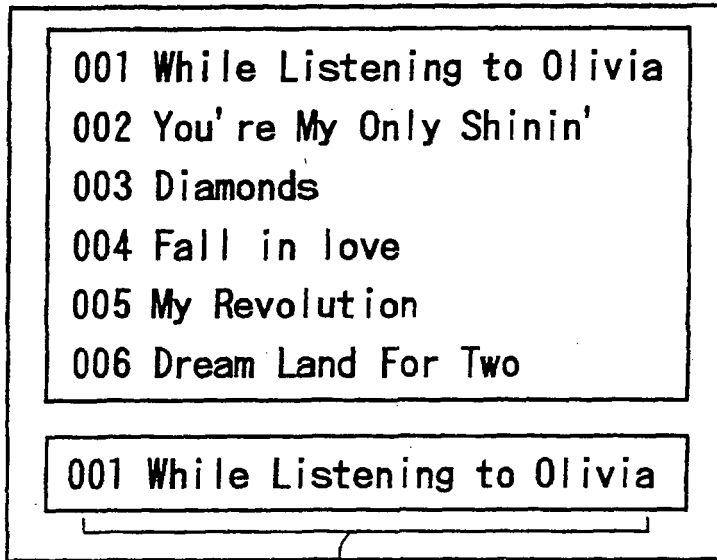 001 While Listening to Olivia
002 You're My Only Shinin'
003 Diamonds
004 Fall in love
005 My Revolution
006 Dream Land For Two
001 While Listening to Olivia